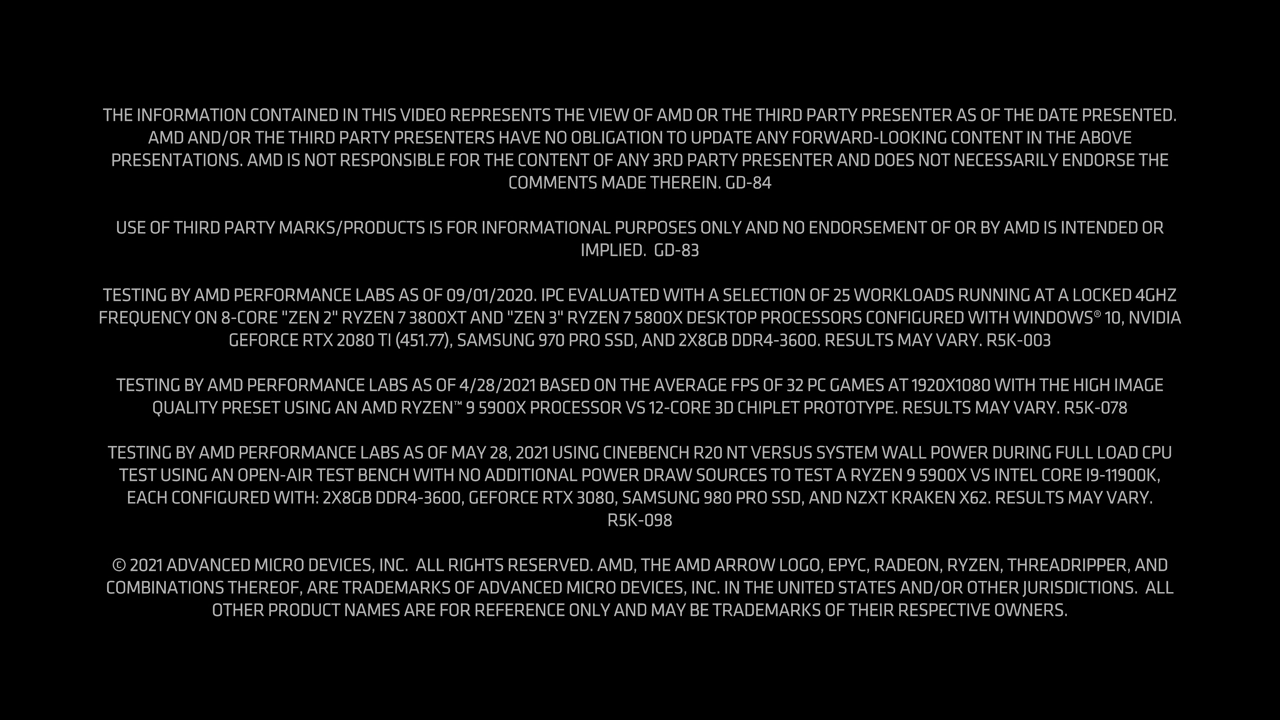 THE INFORMATION CONTAINED IN THIS VIDEO REPRESENTS THE VIEW OF AMD OR THE THIRD PARTY PRESENTER AS OF THE DATE PRESENTED.
AMD AND/OR THE THIRD PARTY PRESENTERS HAVE NO OBLIGATION TO UPDATE ANY FORWARD-LOOKING CONTENT IN THE ABOVE
PRESENTATIONS. AMD IS NOT RESPONSIBLE FOR THE CONTENT OF ANY 3RD PARTY PRESENTER AND DOES NOT NECESSARILY ENDORSE THE
COMMENTS MADE THEREIN. GD-84
USE OF THIRD PARTY MARKS/PRODUCTS IS FOR INFORMATIONAL PURPOSES ONLY AND NO ENDORSEMENT OF OR BY AMD IS INTENDED OR
IMPLIED.  GD-83
TESTING BY AMD PERFORMANCE LABS AS OF 09/01/2020. IPC EVALUATED WITH A SELECTION OF 25 WORKLOADS RUNNING AT A LOCKED 4GHZ
FREQUENCY ON 8-CORE "ZEN 2" RYZEN 7 3800XT AND "ZEN 3" RYZEN 7 5800X DESKTOP PROCESSORS CONFIGURED WITH WINDOWS® 10, NVIDIA
GEFORCE RTX 2080 TI (451.77), SAMSUNG 970 PRO SSD, AND 2X8GB DDR4-3600. RESULTS MAY VARY. R5K-003
TESTING BY AMD PERFORMANCE LABS AS OF 4/28/2021 BASED ON THE AVERAGE FPS OF 32 PC GAMES AT 1920X1080 WITH THE HIGH IMAGE
QUALITY PRESET USING AN AMD RYZEN™ 9 5900X PROCESSOR VS 12-CORE 3D CHIPLET PROTOTYPE. RESULTS MAY VARY. R5K-078
TESTING BY AMD PERFORMANCE LABS AS OF MAY 28, 2021 USING CINEBENCH R20 NT VERSUS SYSTEM WALL POWER DURING FULL LOAD CPU
TEST USING AN OPEN-AIR TEST BENCH WITH NO ADDITIONAL POWER DRAW SOURCES TO TEST A RYZEN 9 5900X VS INTEL CORE I9-11900K,
EACH CONFIGURED WITH: 2X8GB DDR4-3600, GEFORCE RTX 3080, SAMSUNG 980 PRO SSD, AND NZXT KRAKEN X62. RESULTS MAY VARY.
R5K-098
© 2021 ADVANCED MICRO DEVICES, INC.  ALL RIGHTS RESERVED. AMD, THE AMD ARROW LOGO, EPYC, RADEON, RYZEN, THREADRIPPER, AND
COMBINATIONS THEREOF, ARE TRADEMARKS OF ADVANCED MICRO DEVICES, INC. IN THE UNITED STATES AND/OR OTHER JURISDICTIONS.  ALL
OTHER PRODUCT NAMES ARE FOR REFERENCE ONLY AND MAY BE TRADEMARKS OF THEIR RESPECTIVE OWNERS.